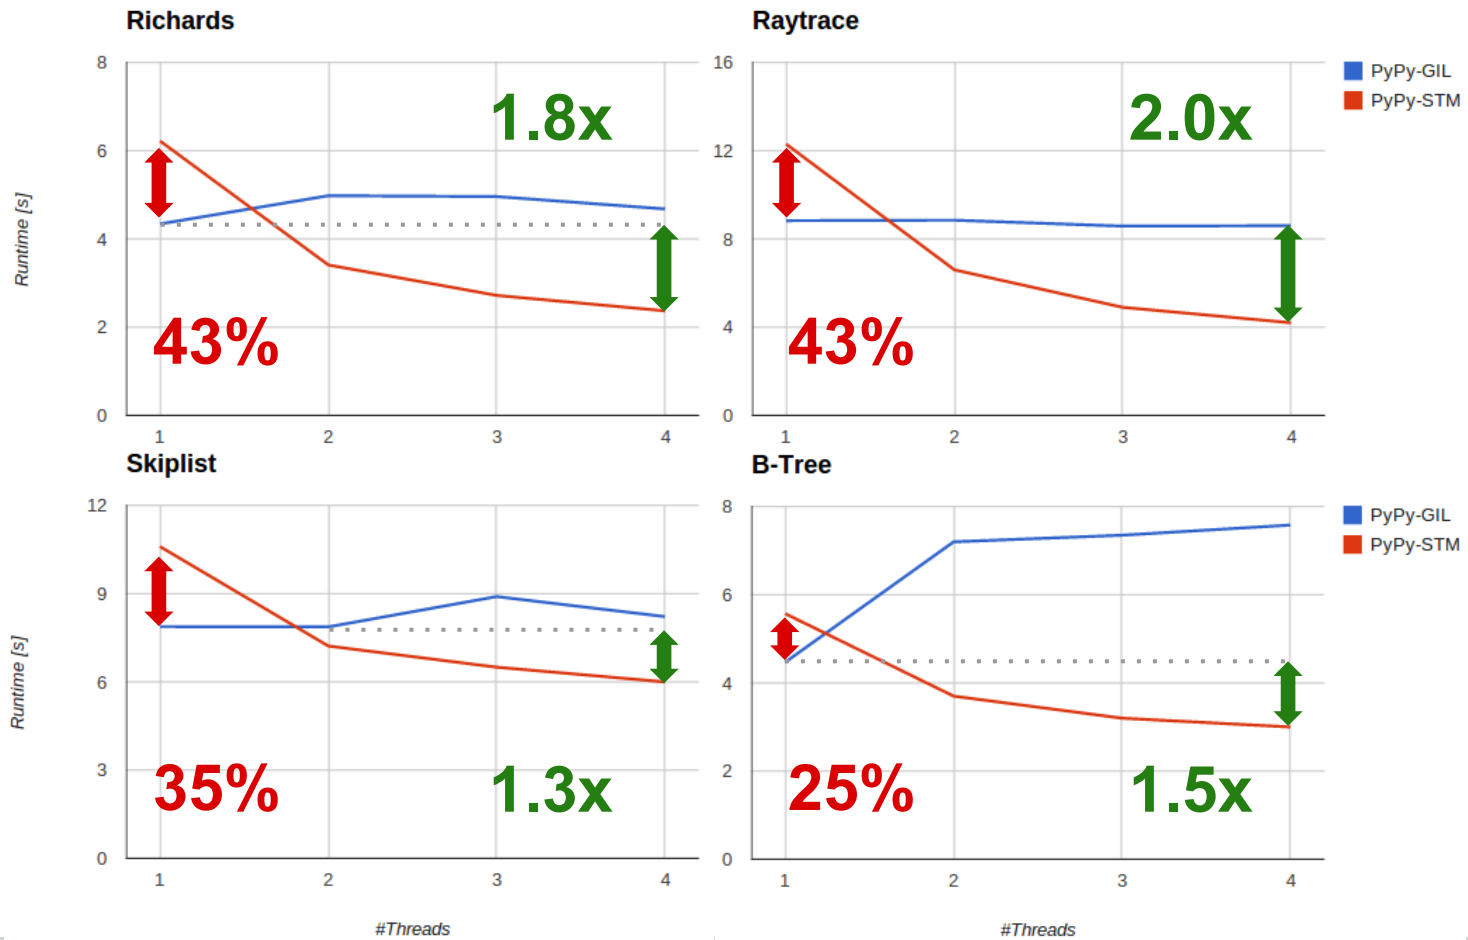 Richards
8
6
4
2
0
Runtime [s]
1.8x
43%
1 2 3 4
Raytrace
16
12
8
4
0
2.0x
43%
1 2 3 4
PyPy-GIL
PyPy-STM
Skiplist
12
9
6
3
0
Runtime [s]
35%
1.3x
1 2 3 4
#Threads
B-Tree
8
6
4
2
0
25%
1.5x
1 2 3 4
#Threads
PyPy-GIL
PyPy-STM